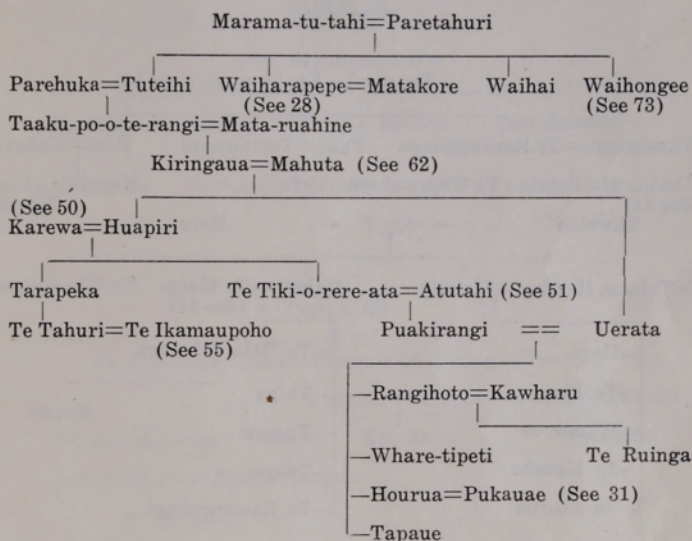 Marama-tu-tahi=Paretahuri
Parehuka=Tuteihi Waiharapepe=Matakore Waihai Waihongee
(See 28) (See 73)
Taaku-po-o-te-rangi=Mata-ruahine
Kiringaua=Mahuta (See 62)
(See 50)
Karewa=Huapiri
Tarapeka Te Tiki-o-rere-ata=Atutahi (See 51)
Te Tahuri=Te Ikamaupoho Puakirangi == Uerata
(See 55)
—Rangihoto=Kawharu
—Whare-tipeti Te Ruinga
—Hourua=Pukauae (See 31)
—Tapaue